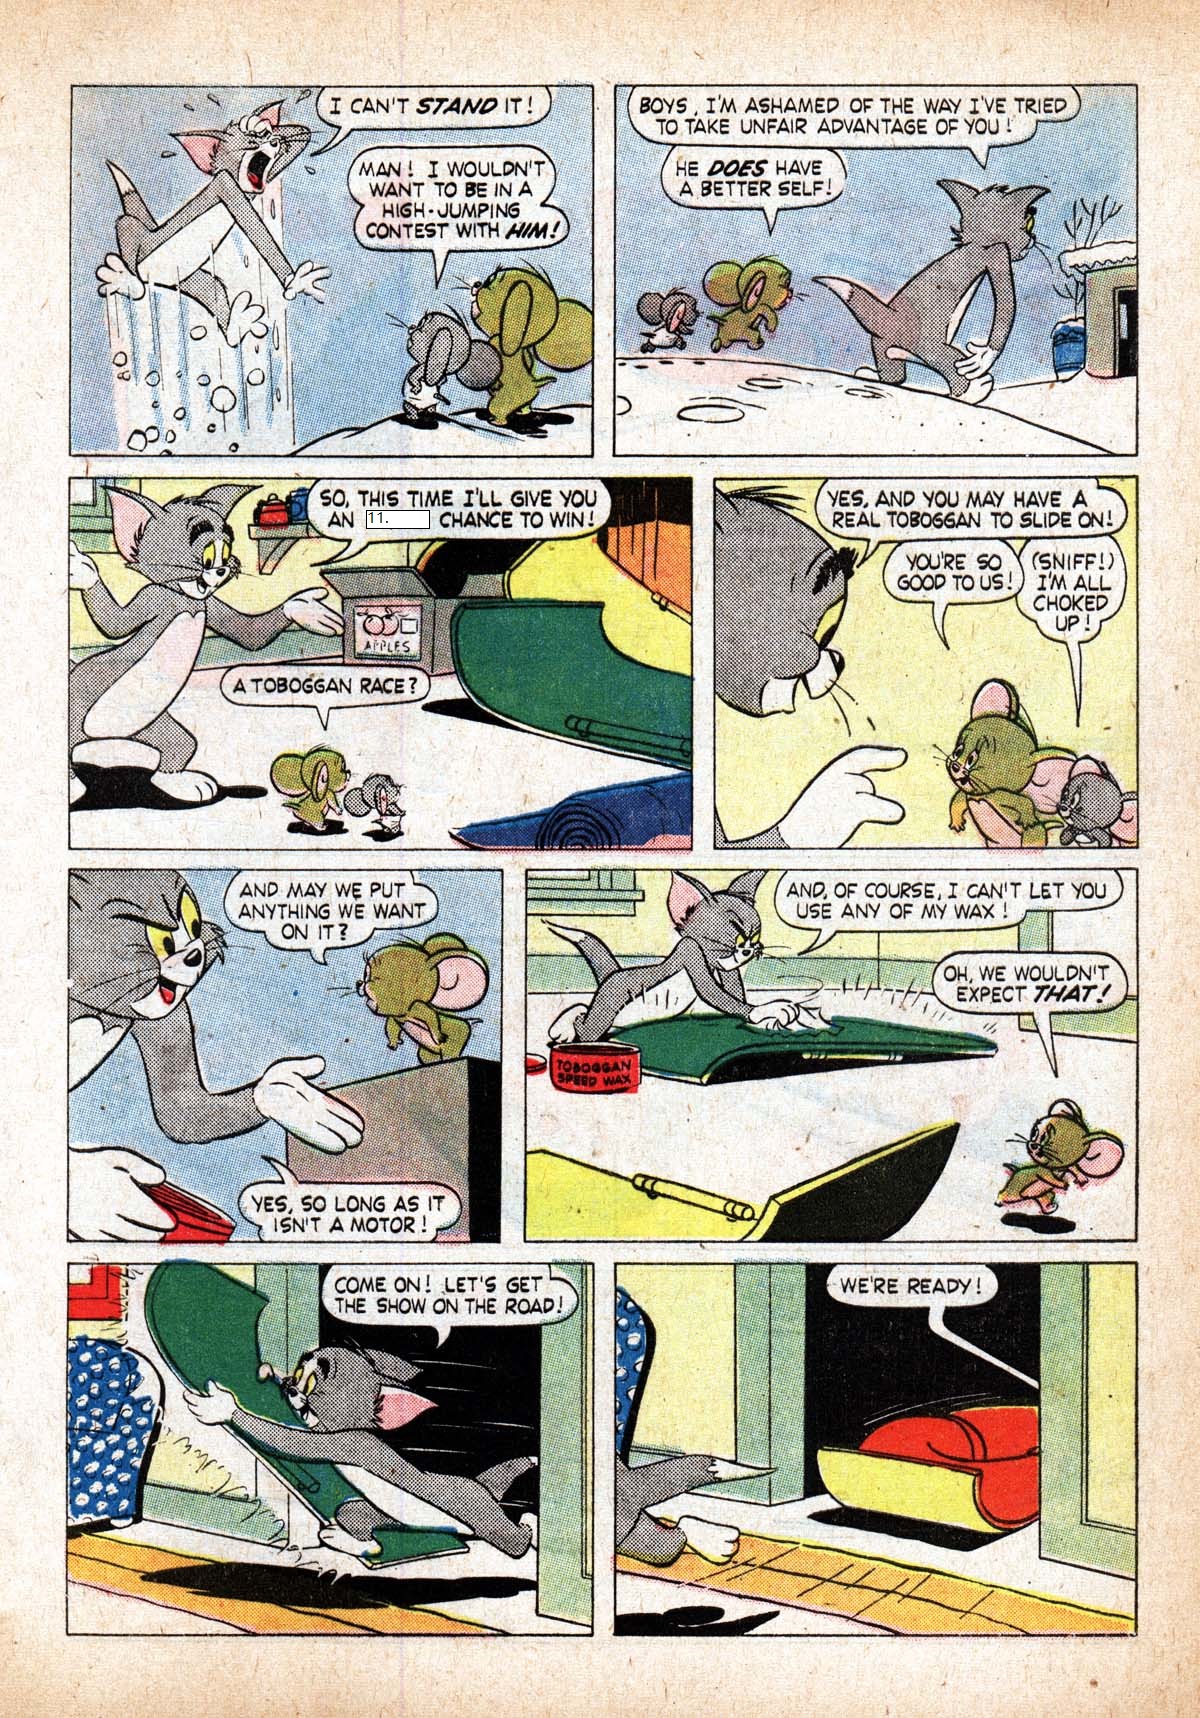 I CAN'T STAND IT!
MAN! I WOULDN'T
WANT TO BE IN A
HIGH-JUMPING
CONTEST WITH HIM!
BOYS, I'M ASHAMED OF THE WAY I'VE TRIED
TO TAKE UNFAIR ADVANTAGE OF YOU!
HE DOES HAVE
A BETTER SELF!
SO, THIS TIME I'LL GIVE YOU
AN 11. CHANCE TO WIN!
APPLES
A TOBOGGAN RACE?
YES, AND YOU MAY HAVE A
REAL TOBOGGAN TO SLIDE ON!
YOU'RE SO
GOOD TO US!
(SNIFF!)
I'M ALL
CHOKED
UP!
AND MAY WE PUT
ANYTHING WE WANT
ON IT?
YES, SO LONG AS IT
ISN'T A MOTOR!
AND, OF COURSE, I CAN'T LET YOU
USE ANY OF MY WAX!
OH, WE WOULDN'T
EXPECT THAT!
TOBOGGAN
SPEED WAX
COME ON! LET'S GET
THE SHOW ON THE ROAD!
WE'RE READY!